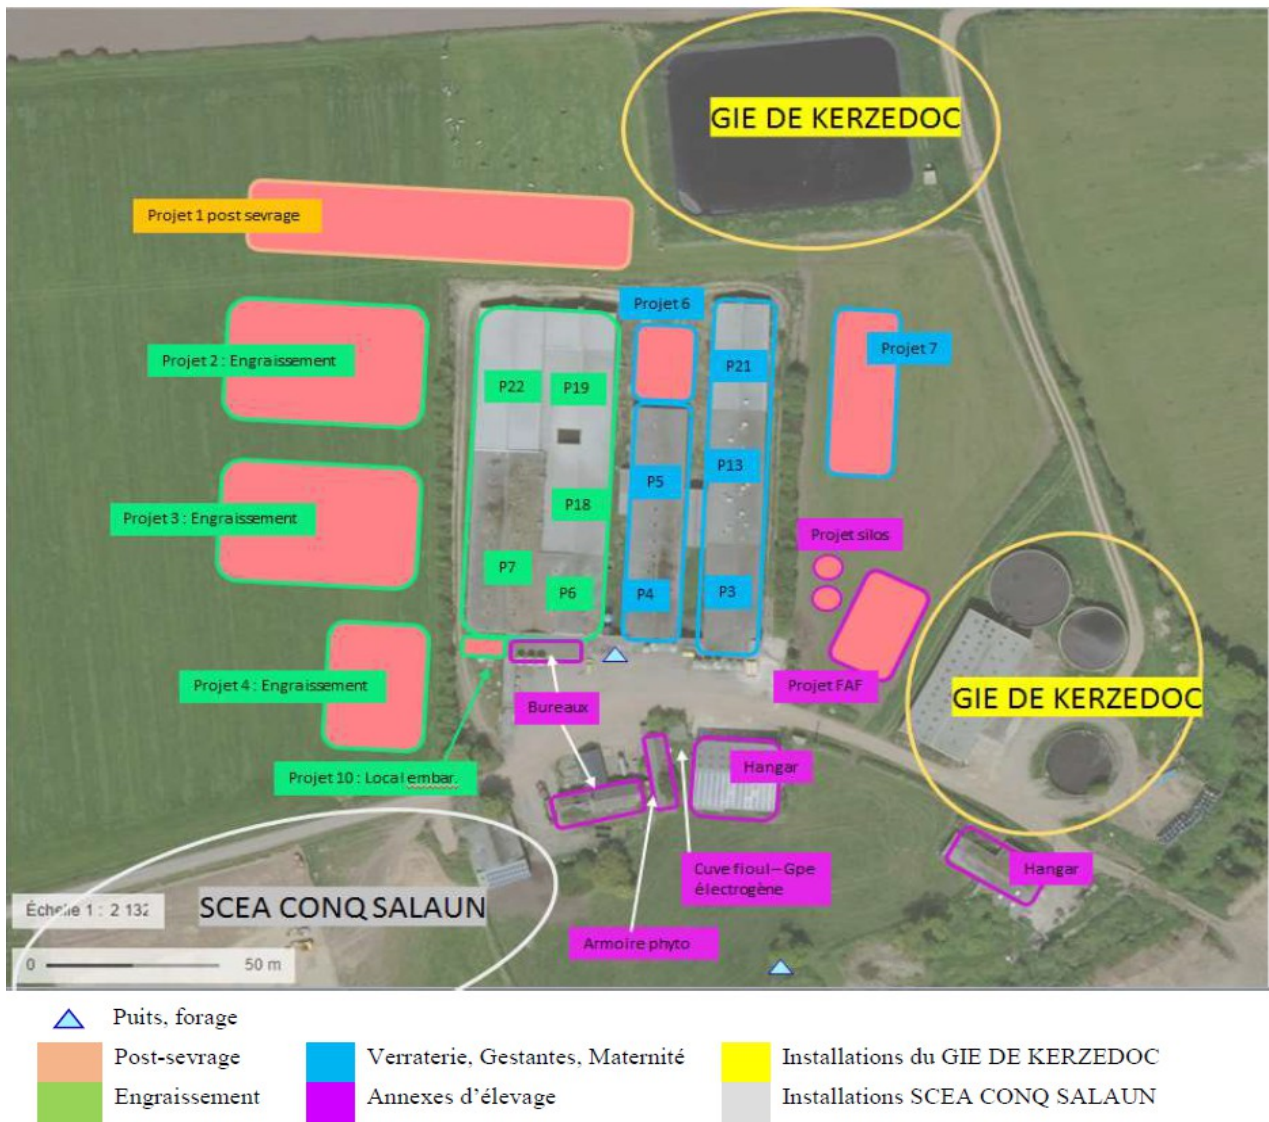 GIE DE KERZEDOC
Projet 1 post sevrage
Projet 6
Projet 2 : Engraissement
P22
P19
P21
Projet 7
P5
P13
Projet 3 : Engraissement
P18
Projet silos
P7
P6
P4
P3
Projet 4 : Engraissement
Projet FAF
GIE DE KERZEDOC
Bureaux
Projet 10 : Local embar.
Hangar
Cuve fioul – Gpe
électrogène
Hangar
Échelle 1 : 2 132
SCEA CONQ SALAUN
Armoire phyto
0 50 m
Puits, forage
Post-sevrage
Verraterie, Gestantes, Maternité
Installations du GIE DE KERZEDOC
Engraissement
Annexes d'élevage
Installations SCEA CONQ SALAUN